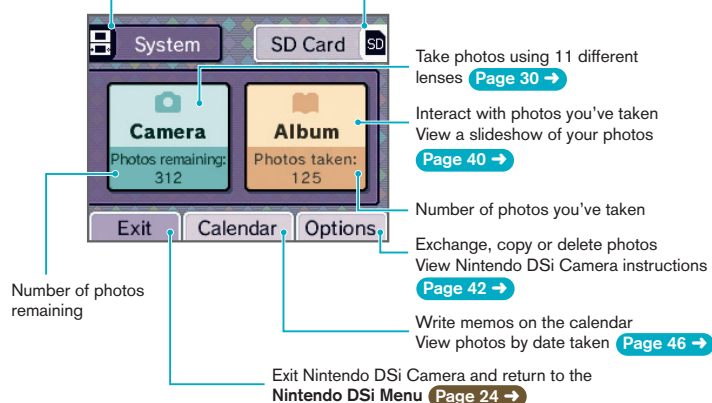 System
SD Card
SD
Take photos using 11 different
lenses Page 30 →
Camera
Photos remaining:
312
Album
Photos taken:
125
Interact with photos you've taken
View a slideshow of your photos
Page 40 →
Number of photos you've taken
Exit
Calendar
Options
Exchange, copy or delete photos
View Nintendo DSi Camera instructions
Page 42 →
Number of photos
remaining
Write memos on the calendar
View photos by date taken Page 46 →
Exit Nintendo DSi Camera and return to the
Nintendo DSi Menu Page 24 →